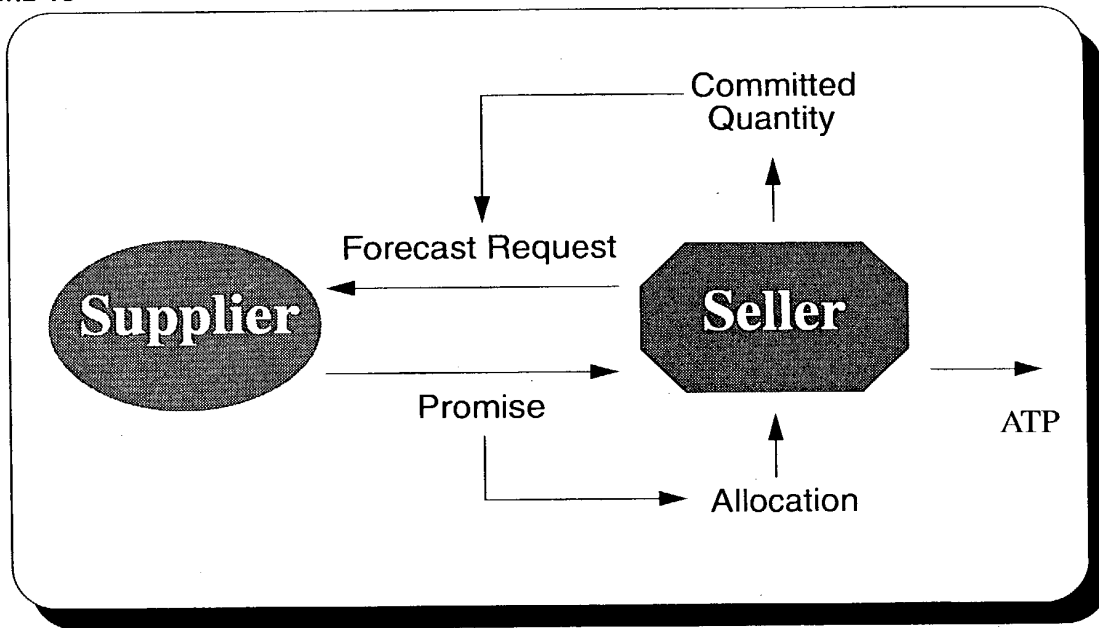 Committed
Quantity
Forecast Request
Supplier
Seller
Promise
ATP
Allocation